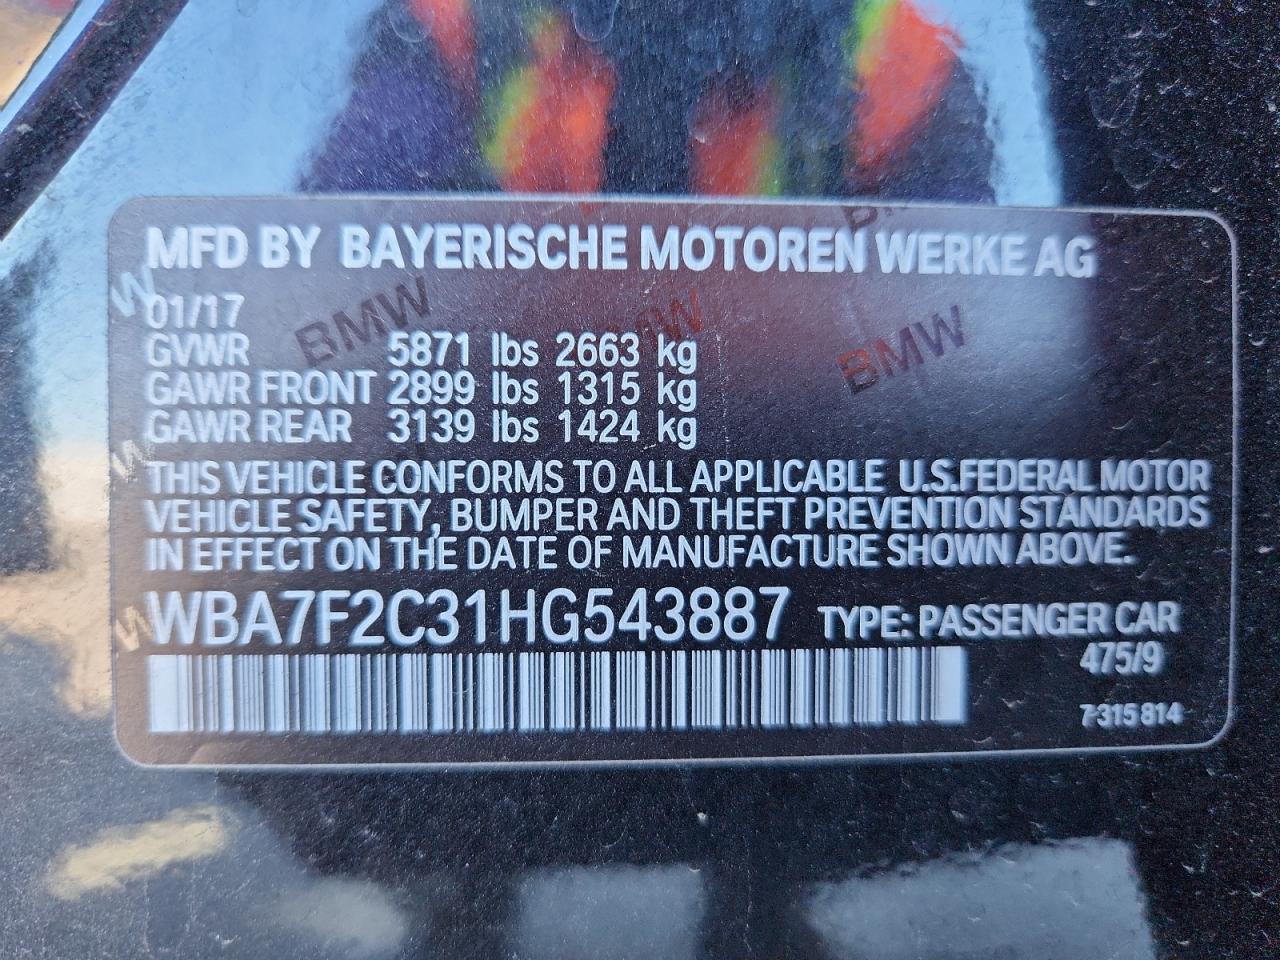 MFD BY BAYERISCHE MOTOREN WERKE AG
01/17
GVWR 5871 lbs 2663 kg
GAWR FRONT 2899 lbs 1315 kg
GAWR REAR 3139 lbs 1424 kg
THIS VEHICLE CONFORMS TO ALL APPLICABLE U.S.FEDERAL MOTOR
VEHICLE SAFETY, BUMPER AND THEFT PREVENTION STANDARDS
IN EFFECT ON THE DATE OF MANUFACTURE SHOWN ABOVE.
WBA7F2C31HG543887 TYPE: PASSENGER CAR
475/9
7 315 814
BMW
BMW